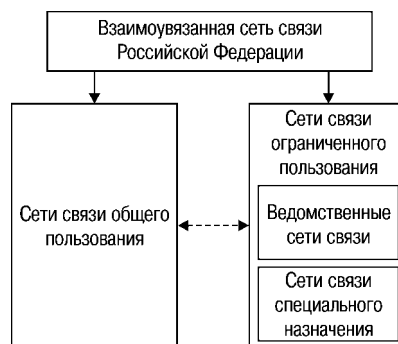 Взаимоувязанная сеть связи
Российской Федерации
Сети связи общего
пользования
Сети связи
ограниченного
пользования
Ведомственные
сети связи
Сети связи
специального
назначения